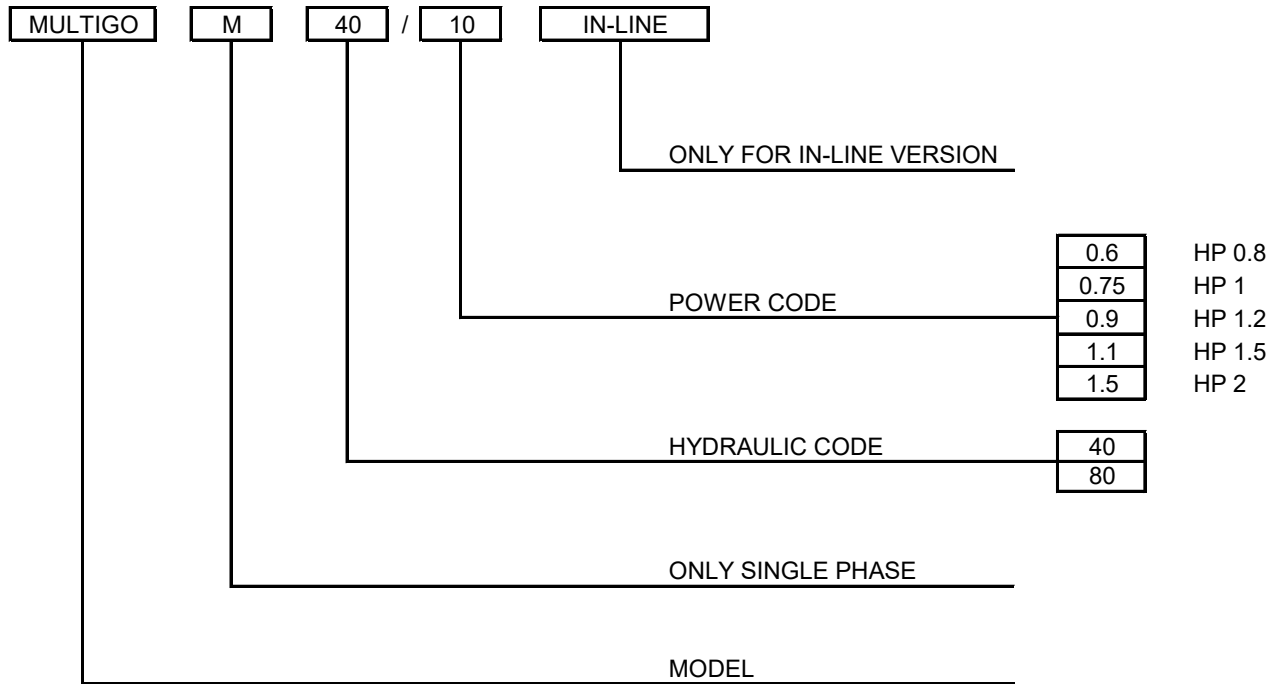 MULTIGO M 40 / 10 IN-LINE
ONLY FOR IN-LINE VERSION
0.6 HP 0.8
0.75 HP 1
POWER CODE
0.9 HP 1.2
1.1 HP 1.5
1.5 HP 2
HYDRAULIC CODE 40
80
ONLY SINGLE PHASE
MODEL